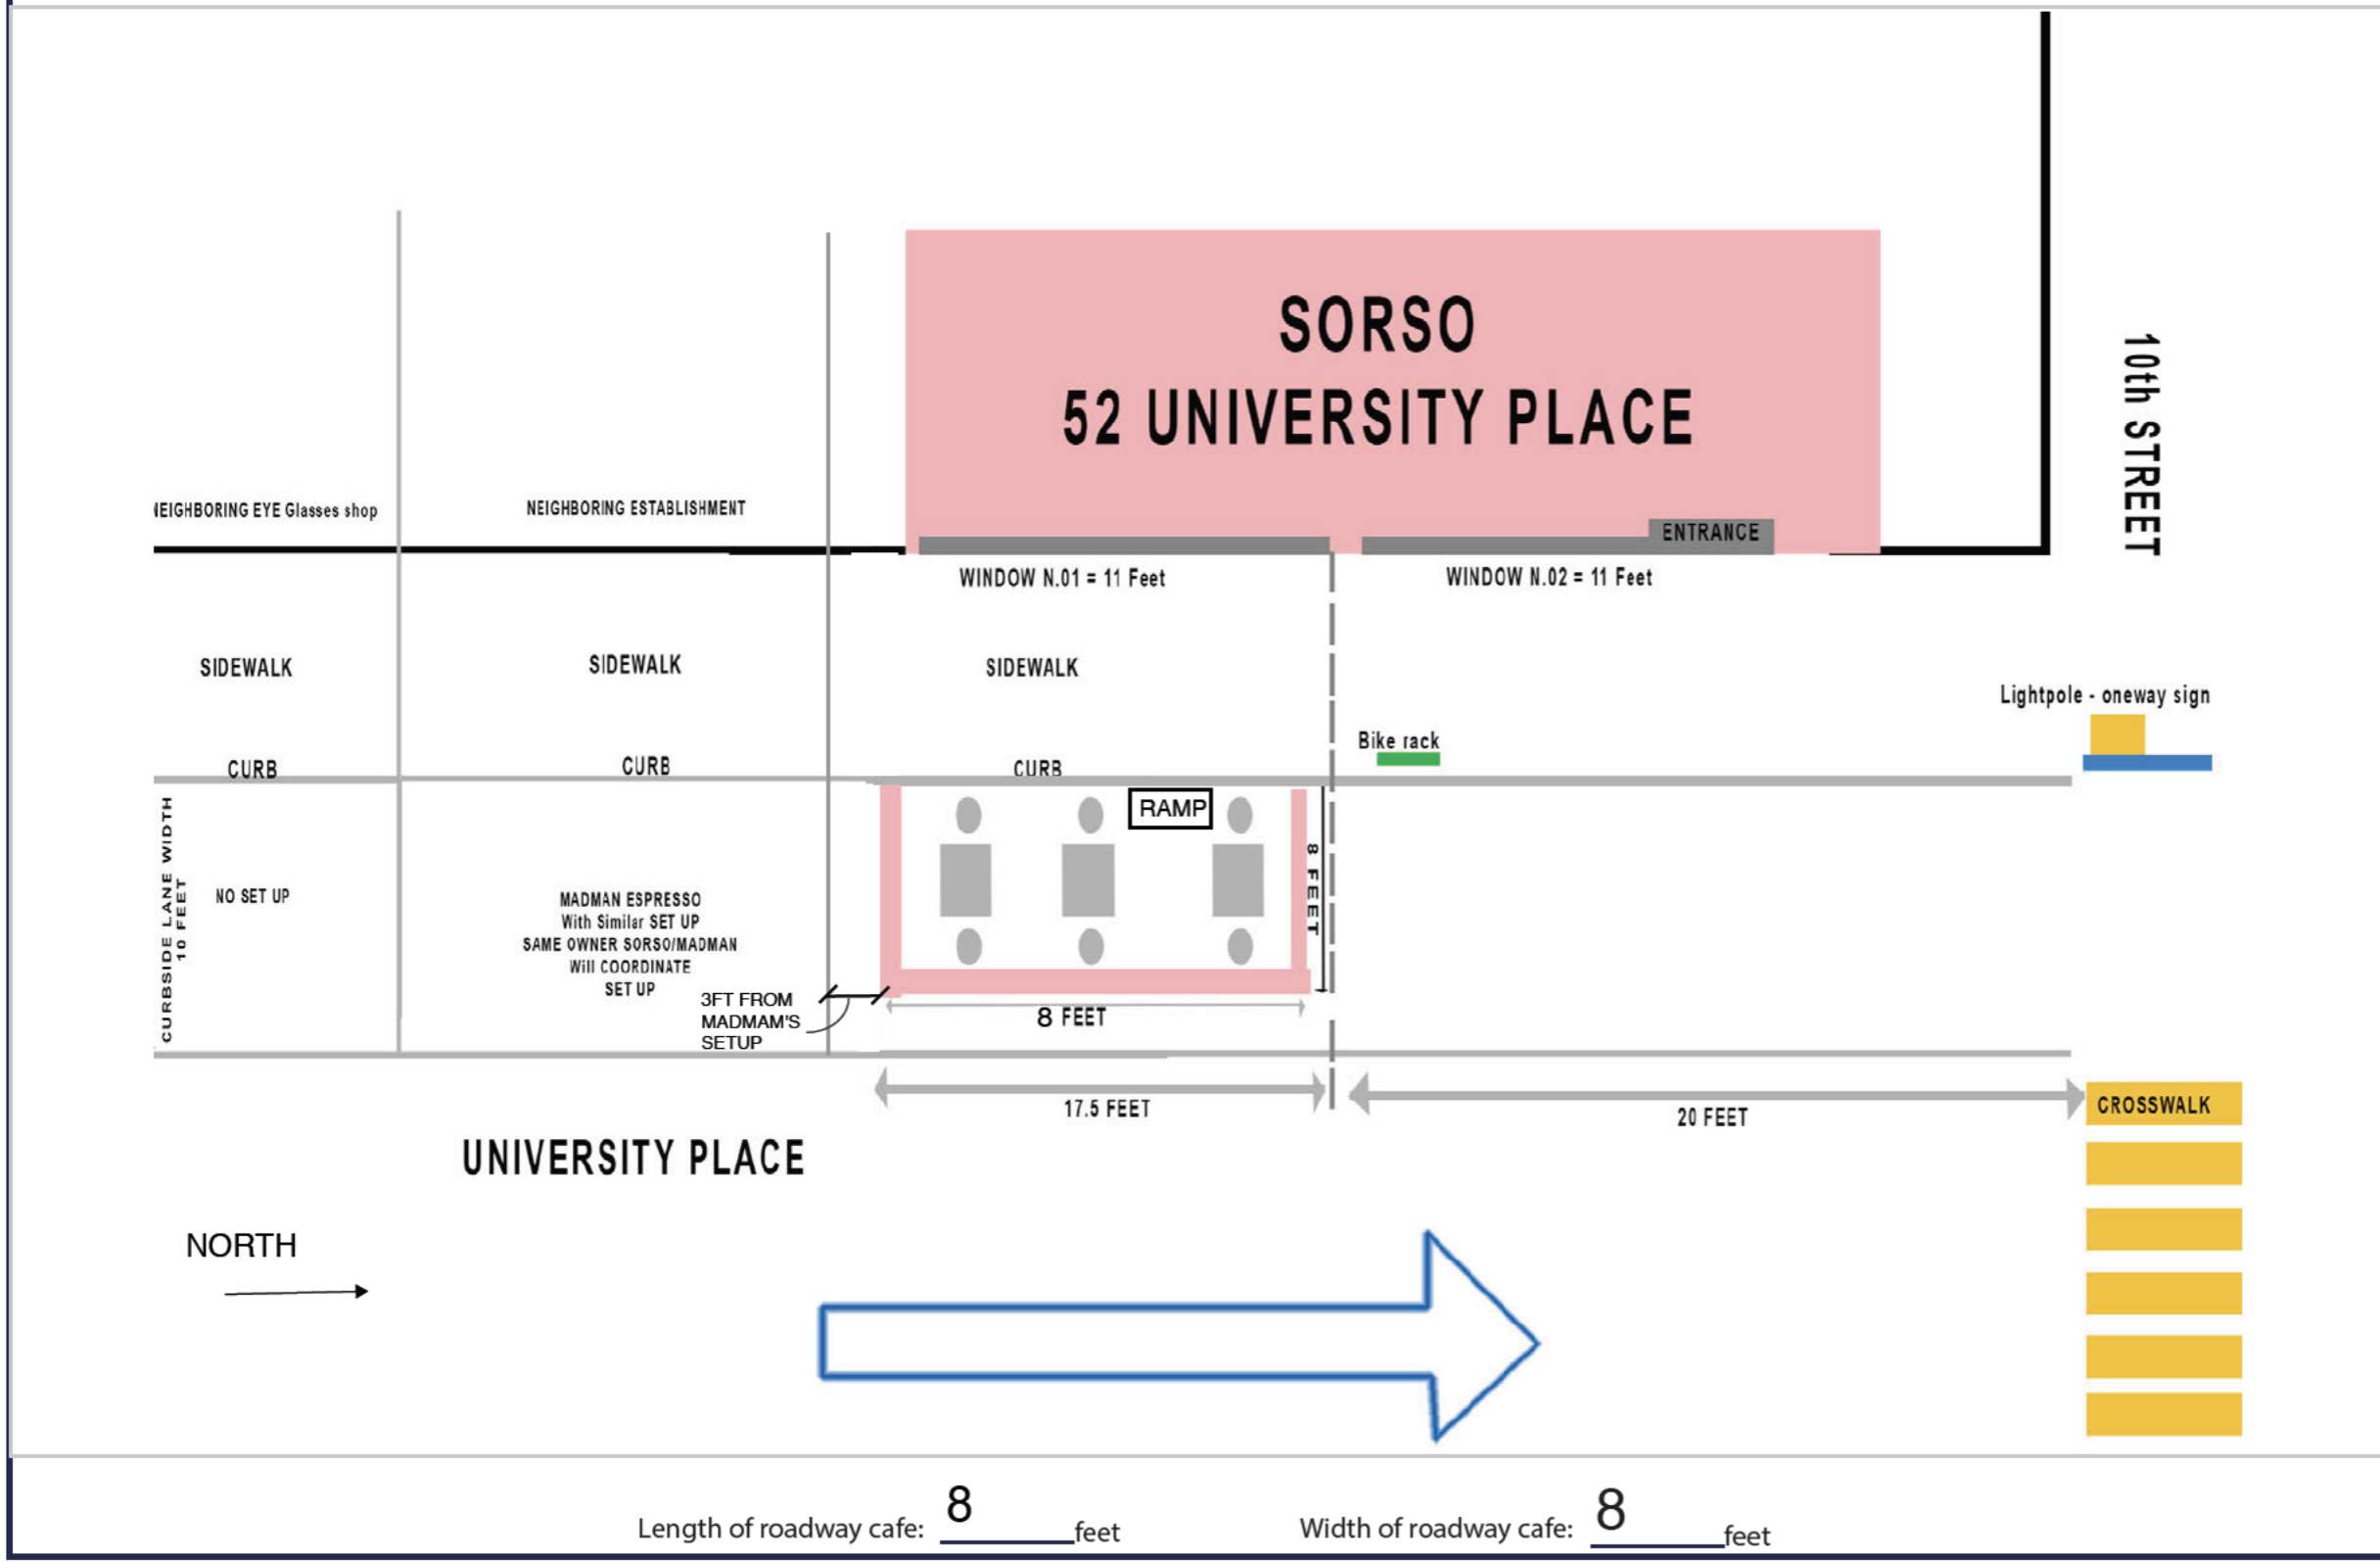 SORSO
52 UNIVERSITY PLACE
10th STREET
NEIGHBORING EYE Glasses shop
NEIGHBORING ESTABLISHMENT
ENTRANCE
WINDOW N.01 = 11 Feet
WINDOW N.02 = 11 Feet
SIDEWALK
SIDEWALK
SIDEWALK
Lightpole - oneway sign
Bike rack
CURB
CURB
CURB
CURBSIDE LANE WIDTH
10 FEET
NO SET UP
MADMAN ESPRESSO
With Similar SET UP
SAME OWNER SORSO/MADMAN
Will COORDINATE
SET UP
RAMP
8 FEET
3FT FROM
MADMAM'S
SETUP
8 FEET
17.5 FEET
20 FEET
CROSSWALK
UNIVERSITY PLACE
NORTH
Length of roadway cafe: 8 feet
Width of roadway cafe: 8 feet